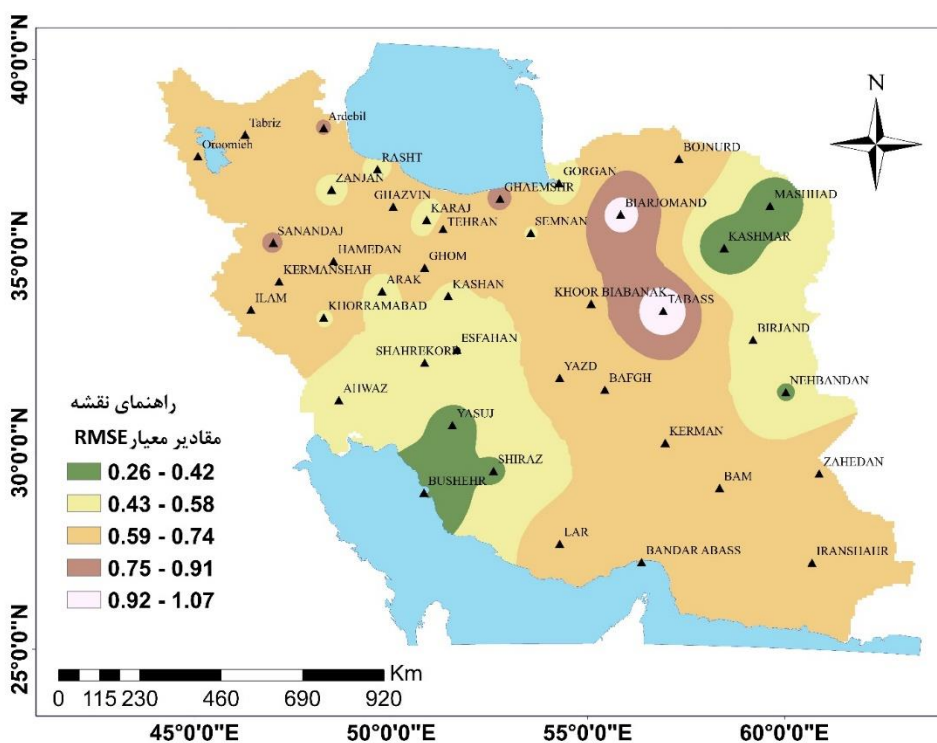 40°0'0"N
35°0'0"N
30°0'0"N
25°0'0"N
N
Tabriz
Ardebil
Oroomieh
RASHT
ZANJAN
GHAZVIN
KARAJ
TEHRAN
GHAEMSHR
GORGAN
SEMNAN
BOJNURD
BIARJOMAND
MASHHAD
KASHMAR
SANANDAJ
HAMEDAN
KERMANSHAH
GHOM
ILAM
ARAK
KASHAN
KHORRAMABAD
KHOOR BIABANAK
TABASS
BIRJAND
SHAHREKORD
ESFAHAN
AHWAZ
YAZD
BAFGH
NEHBANDAN
YASUJ
KERMAN
SHIRAZ
BUSHEHR
BAM
ZAHEDAN
LAR
BANDAR ABASS
IRANSHAHR
راهنمای نقشه
مقادیر معیار RMSE
0.26 - 0.42
0.43 - 0.58
0.59 - 0.74
0.75 - 0.91
0.92 - 1.07
Km
0 115 230 460 690 920
45°0'0"E 50°0'0"E 55°0'0"E 60°0'0"E